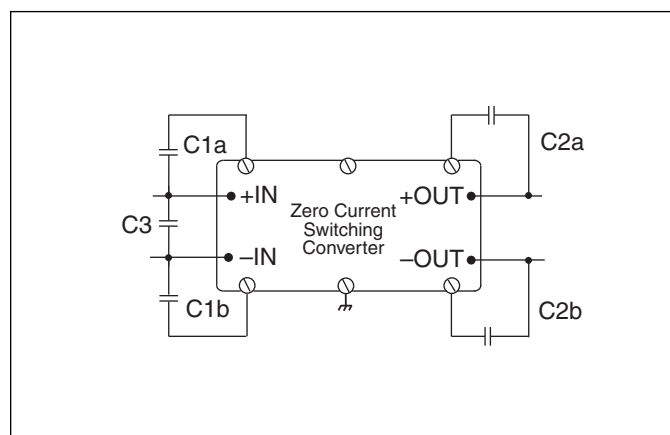 C1a
C2a
+IN
+OUT
Zero Current
Switching
Converter
C3
–IN
–OUT
C1b
C2b